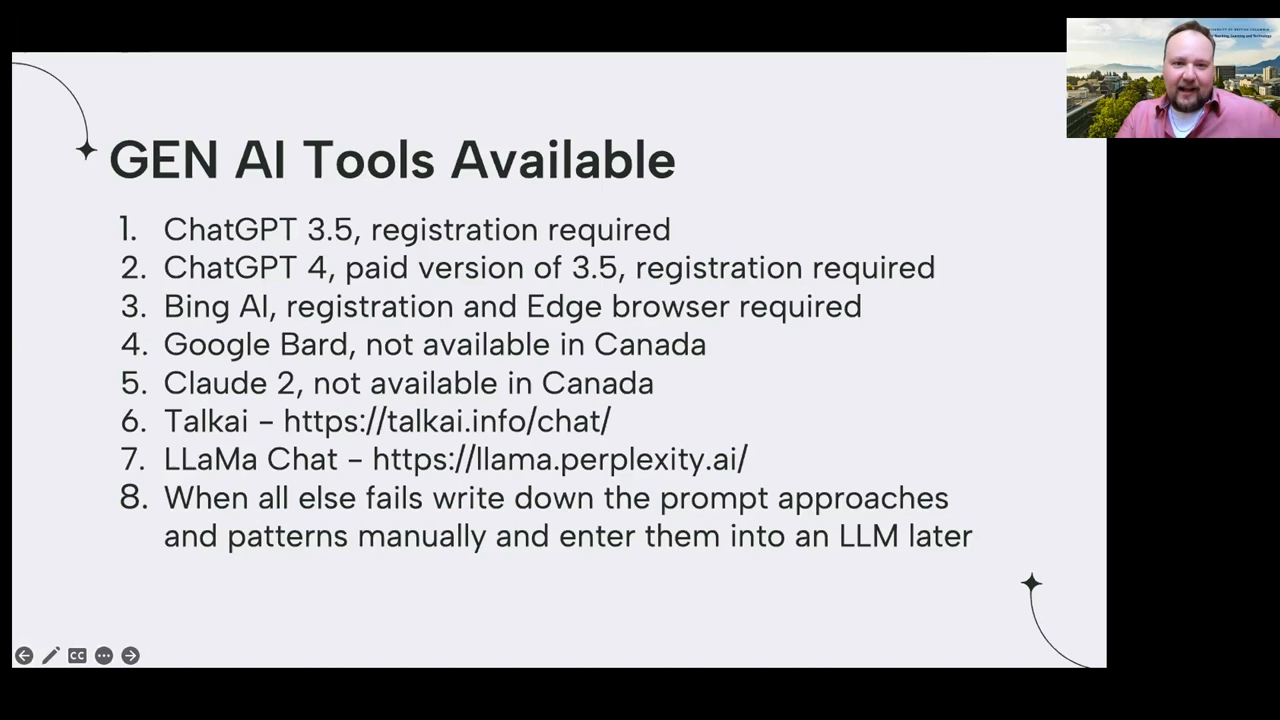 GEN AI Tools Available
1. ChatGPT 3.5, registration required
2. ChatGPT 4, paid version of 3.5, registration required
3. Bing AI, registration and Edge browser required
4. Google Bard, not available in Canada
5. Claude 2, not available in Canada
6. Talkai – https://talkai.info/chat/
7. LLaMa Chat – https://llama.perplexity.ai/
8. When all else fails write down the prompt approaches
and patterns manually and enter them into an LLM later
CC